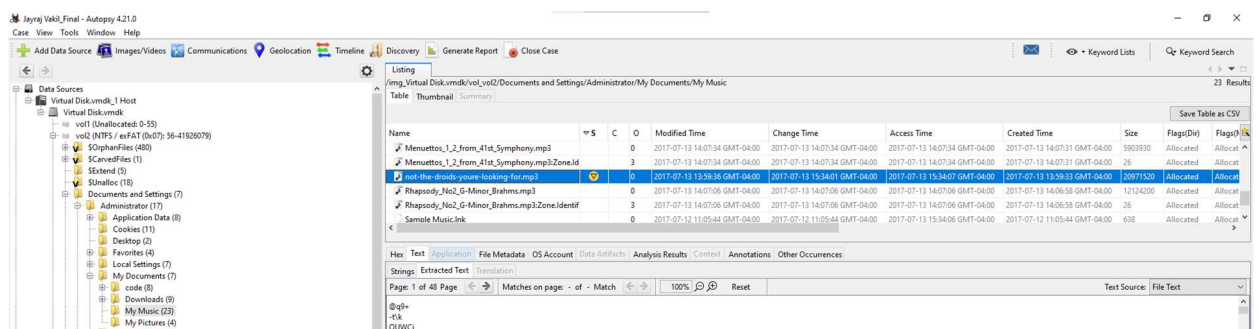 Jayraj Vakil_Final - Autopsy 4.21.0
Case View Tools Window Help
Add Data Source Images/Videos Communications Geolocation Timeline Discovery Generate Report Close Case Keyword Lists Keyword Search
Listing
/img_Virtual Disk.vmdk/vol_vol2/Documents and Settings/Administrator/My Documents/My Music 23 Results
Table Thumbnail Summary
Save Table as CSV
Name S C O Modified Time Change Time Access Time Created Time Size Flags(Dir) Flags(M
Menuettos_1_2_from_41st_Symphony.mp3 0 2017-07-13 14:07:34 GMT-04:00 2017-07-13 14:07:34 GMT-04:00 2017-07-13 14:07:34 GMT-04:00 2017-07-13 14:07:31 GMT-04:00 5903930 Allocated Allocat
Menuettos_1_2_from_41st_Symphony.mp3:Zone.Id 3 2017-07-13 14:07:34 GMT-04:00 2017-07-13 14:07:34 GMT-04:00 2017-07-13 14:07:34 GMT-04:00 2017-07-13 14:07:31 GMT-04:00 26 Allocated Allocat
not-the-droids-youre-looking-for.mp3 0 2017-07-13 13:59:36 GMT-04:00 2017-07-13 15:34:01 GMT-04:00 2017-07-13 15:34:07 GMT-04:00 2017-07-13 13:59:33 GMT-04:00 20971520 Allocated Allocat
Rhapsody_No2_G-Minor_Brahms.mp3 0 2017-07-13 14:07:06 GMT-04:00 2017-07-13 14:07:06 GMT-04:00 2017-07-13 14:07:06 GMT-04:00 2017-07-13 14:06:58 GMT-04:00 12124200 Allocated Allocat
Rhapsody_No2_G-Minor_Brahms.mp3:Zone.Identif 3 2017-07-13 14:07:06 GMT-04:00 2017-07-13 14:07:06 GMT-04:00 2017-07-13 14:07:06 GMT-04:00 2017-07-13 14:06:58 GMT-04:00 26 Allocated Allocat
Sample Music.lnk 0 2017-07-12 11:05:44 GMT-04:00 2017-07-12 11:05:44 GMT-04:00 2017-07-13 15:34:06 GMT-04:00 2017-07-12 11:05:44 GMT-04:00 638 Allocated Allocat
Data Sources
Virtual Disk.vmdk_1 Host
Virtual Disk.vmdk
vol1 (Unallocated: 0-55)
vol2 (NTFS / exFAT (0x07): 56-41926079)
$OrphanFiles (480)
$CarvedFiles (1)
$Extend (5)
$Unalloc (18)
Documents and Settings (7)
Administrator (17)
Application Data (8)
Cookies (11)
Desktop (2)
Favorites (4)
Local Settings (7)
My Documents (7)
code (8)
Downloads (9)
My Music (23)
My Pictures (4)
Hex Text Application File Metadata OS Account Data Artifacts Analysis Results Context Annotations Other Occurrences
Strings Extracted Text Translation
Page: 1 of 48 Page Matches on page: - of - Match 100% Reset Text Source: File Text
@q9+
-t\k
OUWCi